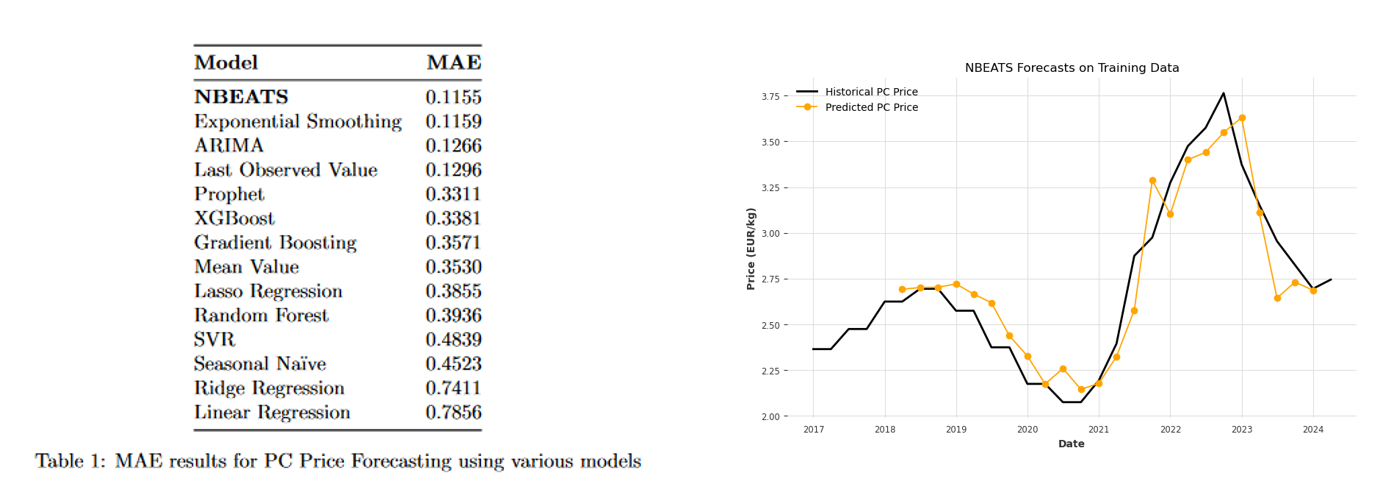 Model MAE
NBEATS 0.1155
Exponential Smoothing 0.1159
ARIMA 0.1266
Last Observed Value 0.1296
Prophet 0.3311
XGBoost 0.3381
Gradient Boosting 0.3571
Mean Value 0.3530
Lasso Regression 0.3855
Random Forest 0.3936
SVR 0.4839
Seasonal Naïve 0.4523
Ridge Regression 0.7411
Linear Regression 0.7856
Table 1: MAE results for PC Price Forecasting using various models
NBEATS Forecasts on Training Data
Historical PC Price
Predicted PC Price
Price (EUR/kg)
3.75
3.50
3.25
3.00
2.75
2.50
2.25
2.00
2017 2018 2019 2020 2021 2022 2023 2024
Date